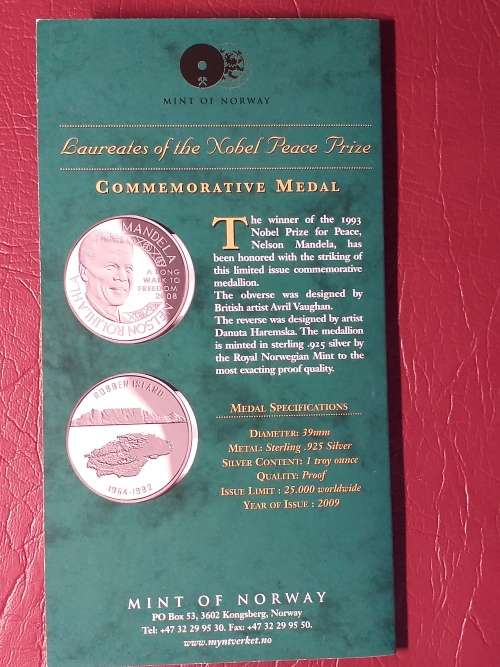 MINT OF NORWAY
Laureates of the Nobel Peace Prize
COMMEMORATIVE MEDAL
NELSON ROLIHLAHLA MANDELA
A LONG
WALK TO
FREEDOM
2008
The winner of the 1993
Nobel Prize for Peace,
Nelson Mandela, has
been honored with the striking of
this limited issue commemorative
medallion.
The obverse was designed by
British artist Avril Vaughan.
The reverse was designed by artist
Danuta Haremska. The medallion
is minted in sterling .925 silver by
the Royal Norwegian Mint to the
most exacting proof quality.
ROBBEN ISLAND
1964-1982
MEDAL SPECIFICATIONS
DIAMETER: 39mm
METAL: Sterling .925 Silver
SILVER CONTENT: 1 troy ounce
QUALITY: Proof
ISSUE LIMIT : 25.000 worldwide
YEAR OF ISSUE : 2009
MINT OF NORWAY
PO Box 53, 3602 Kongsberg, Norway
Tel: +47 32 29 95 30. Fax: +47 32 29 95 50.
www.myntverket.no